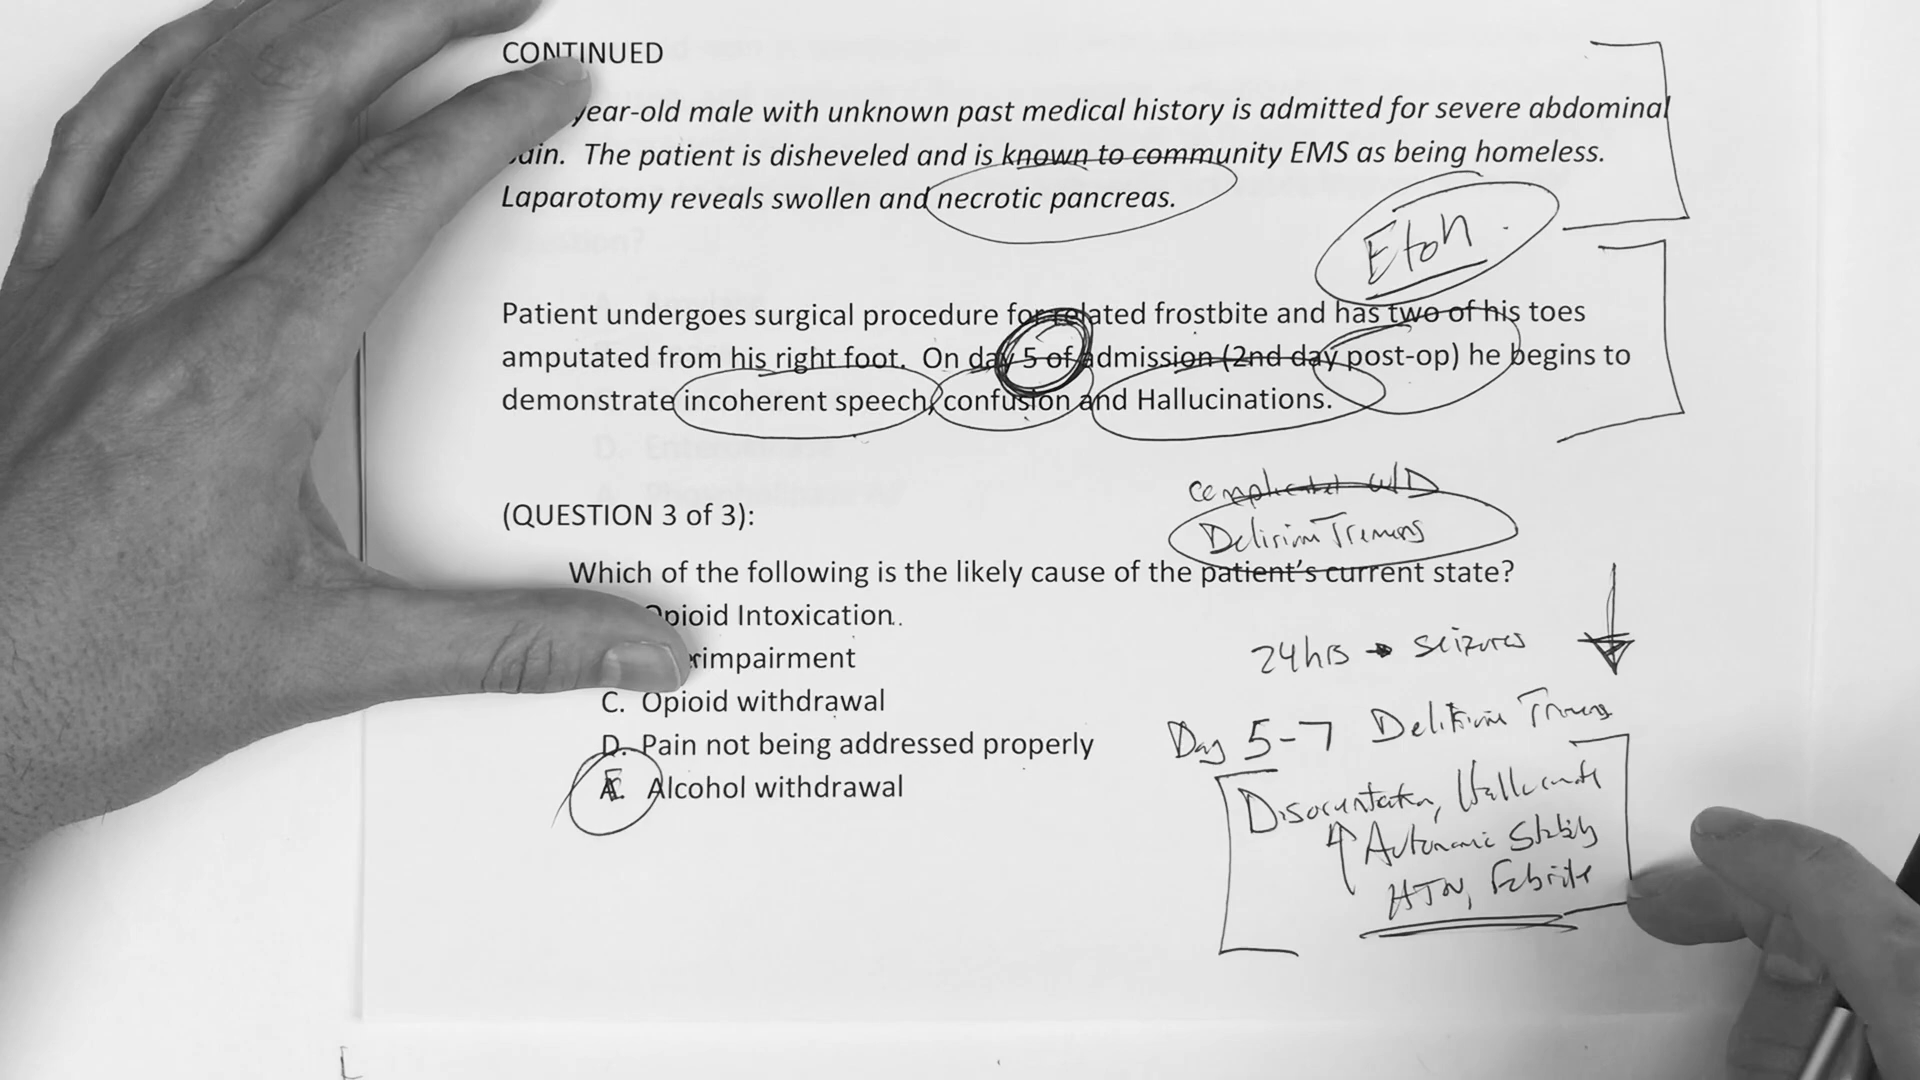 CONTINUED
year-old male with unknown past medical history is admitted for severe abdominal
ain. The patient is disheveled and is known to community EMS as being homeless.
Laparotomy reveals swollen and necrotic pancreas.
Etoh
Patient undergoes surgical procedure for related frostbite and has two of his toes
amputated from his right foot. On day 5 of admission (2nd day post-op) he begins to
demonstrate incoherent speech, confusion and Hallucinations.
W/D
Delirium Tremens
(QUESTION 3 of 3):
Which of the following is the likely cause of the patient's current state?
Opioid Intoxication.
impairment
24hrs → seizures
C. Opioid withdrawal
Day 5-7 Delirium Tremens
D. Pain not being addressed properly
E. Alcohol withdrawal
Disorientation,
↑ Autonomic
HTN, Febrile